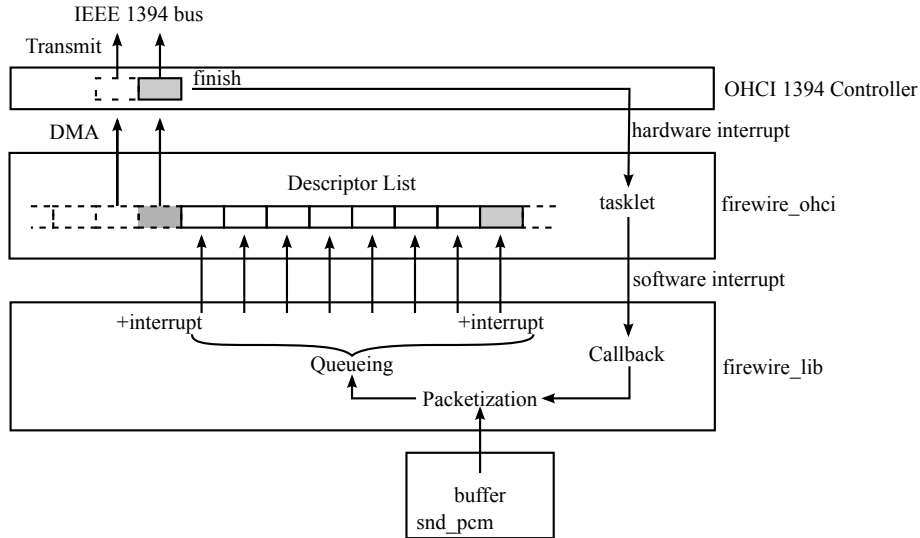 IEEE 1394 bus
Transmit
finish
OHCI 1394 Controller
DMA
hardware interrupt
Descriptor List
tasklet
firewire_ohci
software interrupt
+interrupt
+interrupt
Queueing
Callback
firewire_lib
Packetization
buffer
snd_pcm